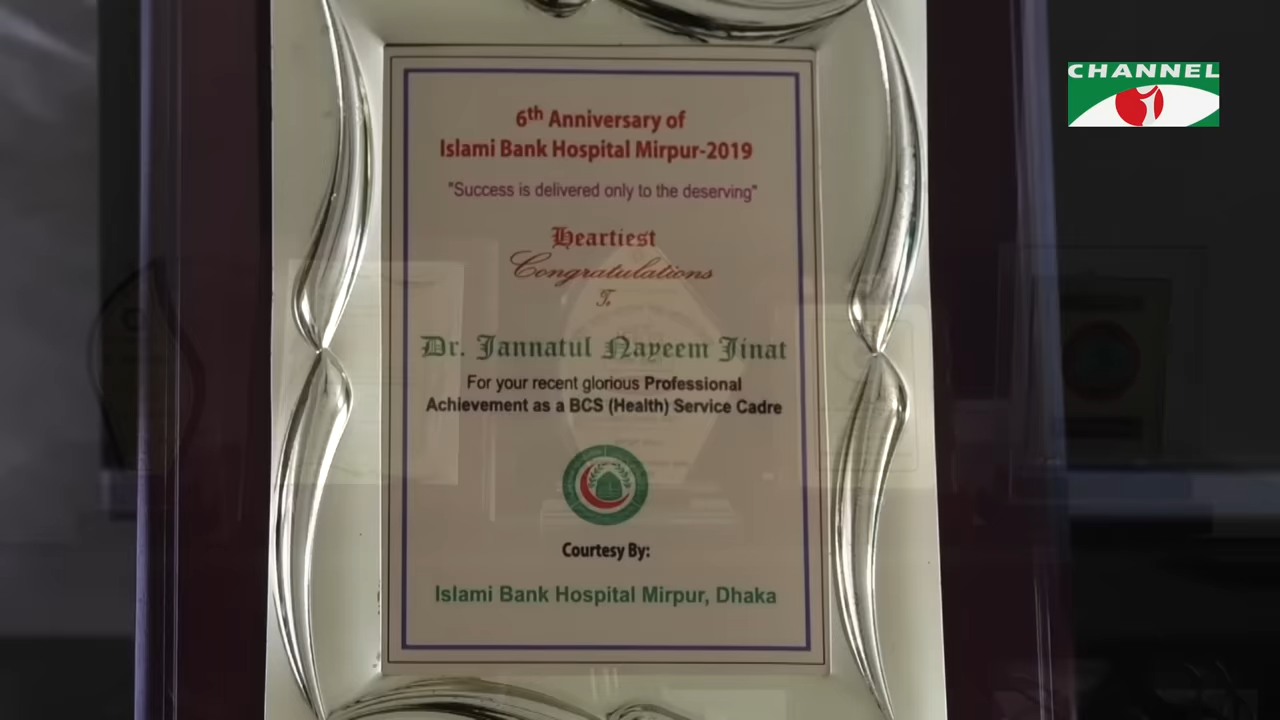 CHANNEL
6th Anniversary of
Islami Bank Hospital Mirpur-2019
"Success is delivered only to the deserving"
Heartiest
Congratulations
To
Dr. Jannatul Nayeem Jinat
For your recent glorious Professional
Achievement as a BCS (Health) Service Cadre
Courtesy By:
Islami Bank Hospital Mirpur, Dhaka